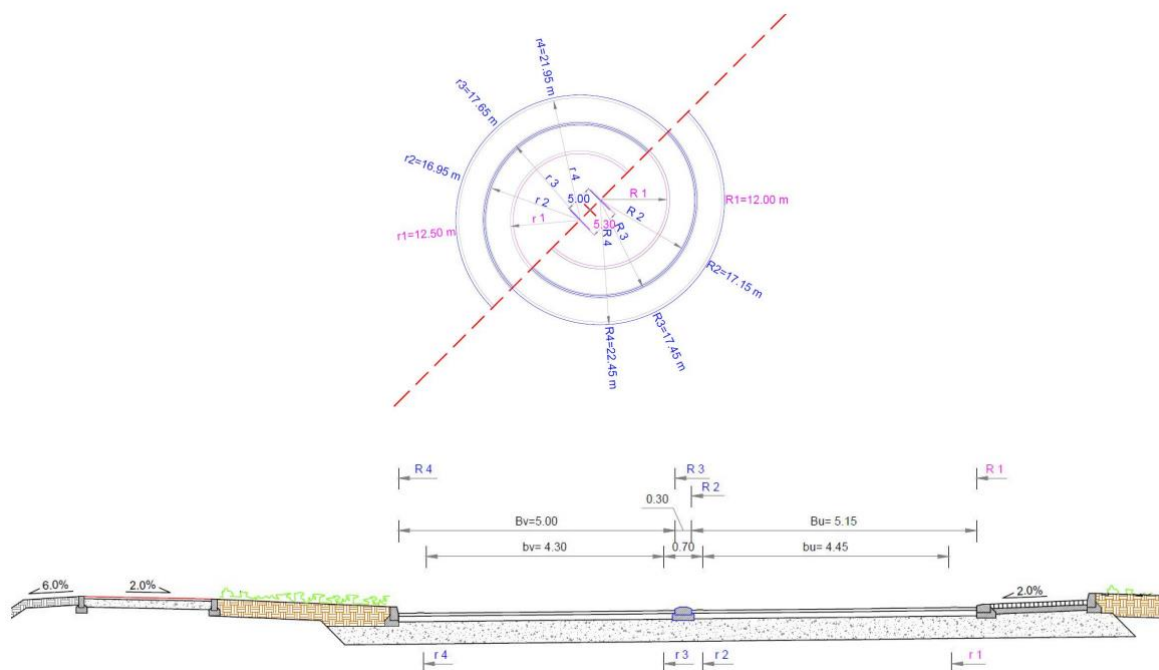 r4=21.95 m
r3=17.65 m
r2=16.95 m
r1=12.50 m
r 4
r 3
r 2
r 1
5.00
5.30
R 1
R 2
R 3
R 4
R1=12.00 m
R2=17.15 m
R3=17.45 m
R4=22.45 m
R 4
R 3
R 1
R 2
0.30
Bv=5.00
Bu= 5.15
bv= 4.30
0.70
bu= 4.45
6.0%
2.0%
2.0%
r 4
r 3
r 2
r 1